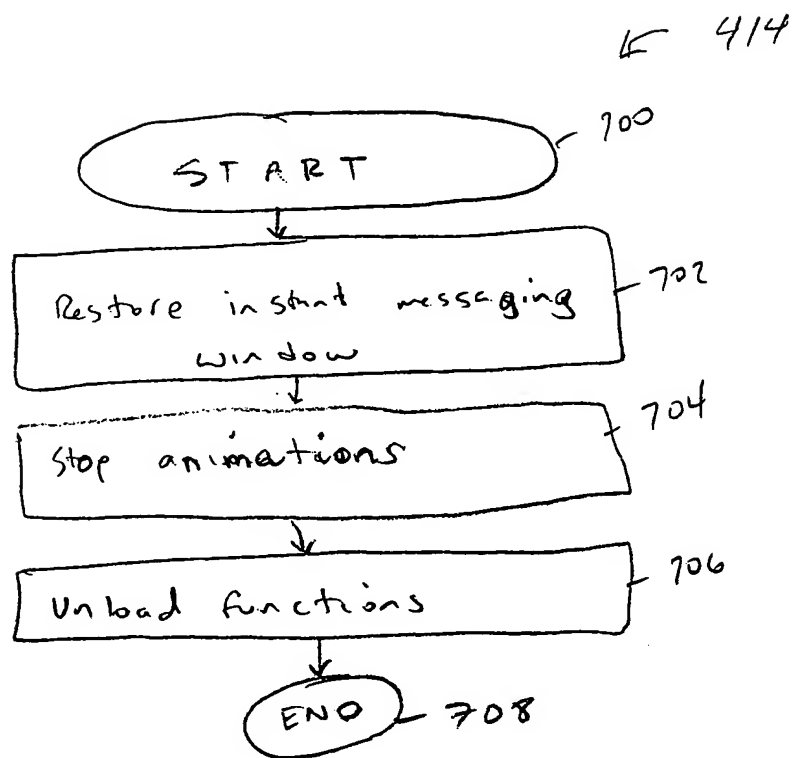 414
START
700
Restore instant messaging
window
702
Stop animations
704
Unload functions
706
END
708